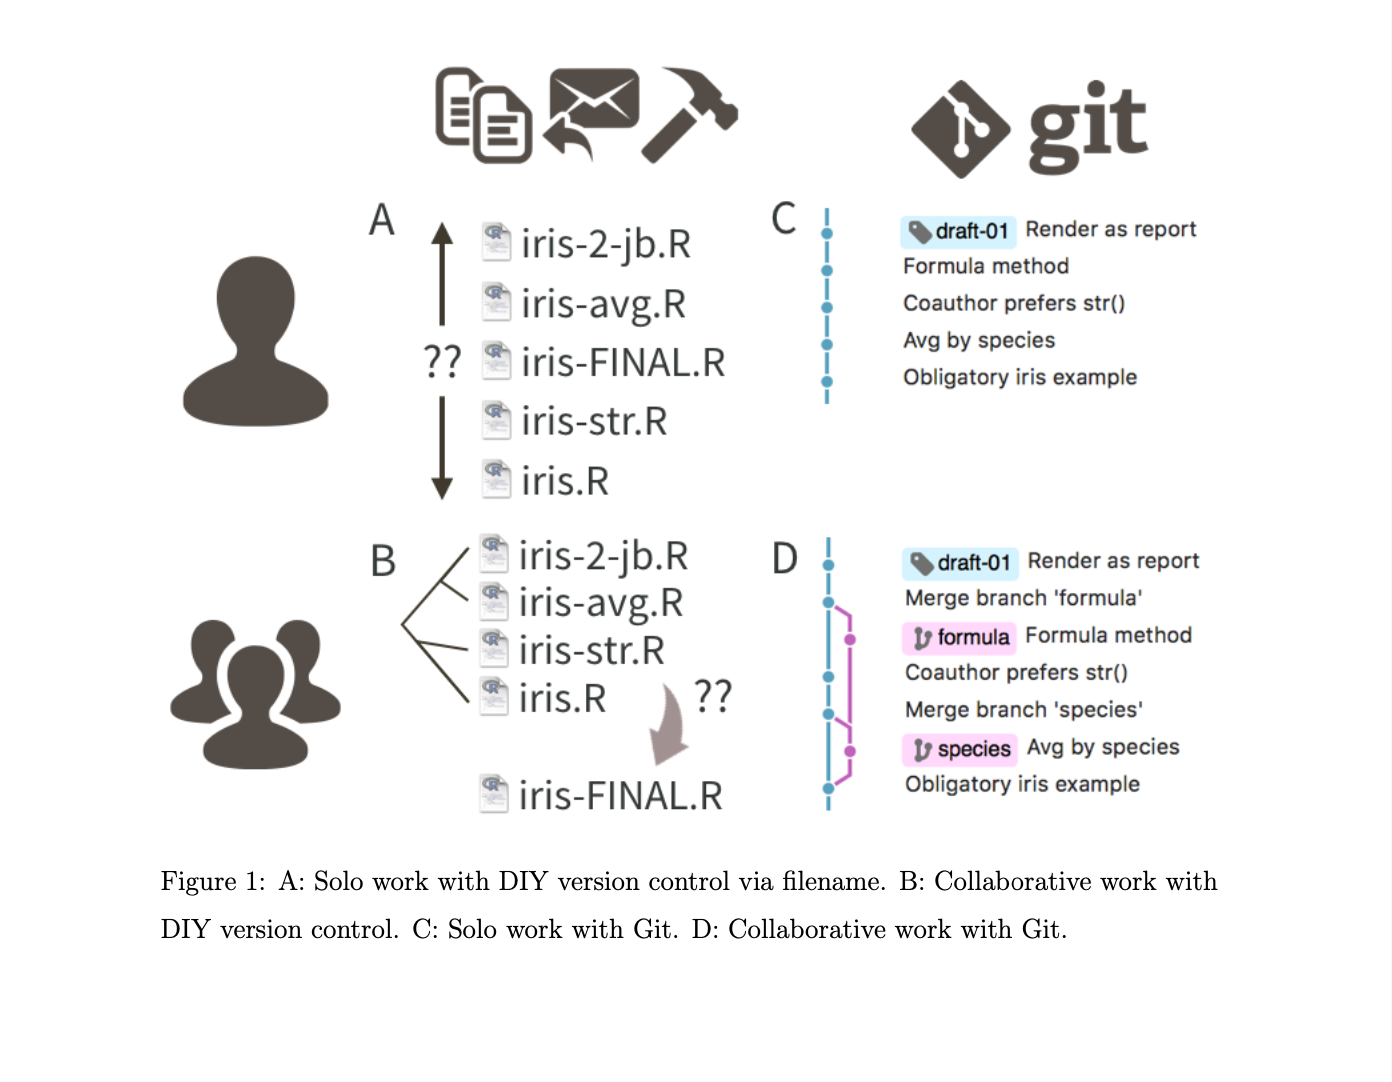 git
A
iris-2-jb.R
iris-avg.R
??
iris-FINAL.R
iris-str.R
iris.R
C
draft-01 Render as report
Formula method
Coauthor prefers str()
Avg by species
Obligatory iris example
B
iris-2-jb.R
iris-avg.R
iris-str.R
iris.R
??
iris-FINAL.R
D
draft-01 Render as report
Merge branch 'formula'
formula Formula method
Coauthor prefers str()
Merge branch 'species'
species Avg by species
Obligatory iris example
Figure 1: A: Solo work with DIY version control via filename. B: Collaborative work with
DIY version control. C: Solo work with Git. D: Collaborative work with Git.